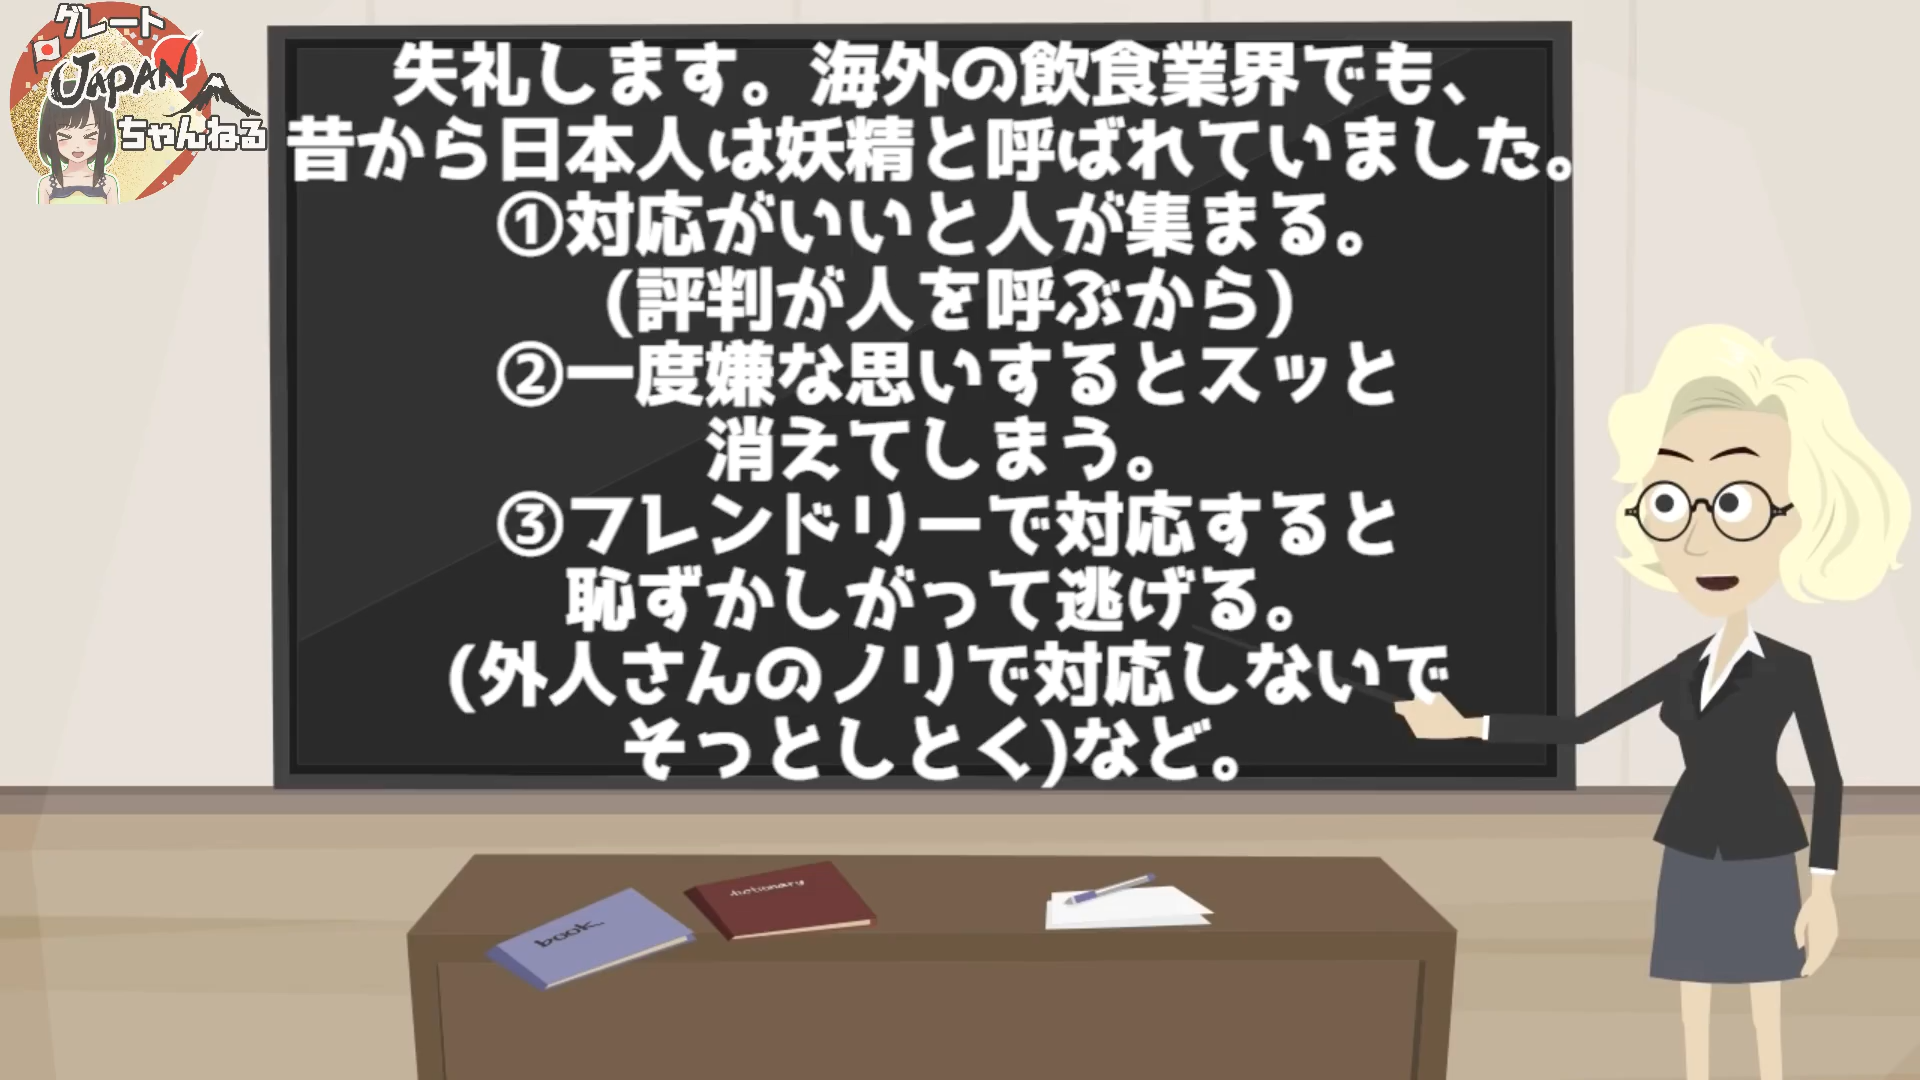 グレート
JAPAN
ちゃんねる
失礼します。海外の飲食業界でも、
昔から日本人は妖精と呼ばれていました。
①対応がいいと人が集まる。
(評判が人を呼ぶから)
②一度嫌な思いするとスッと
消えてしまう。
③フレンドリーで対応すると
恥ずかしがって逃げる。
(外人さんのノリで対応しないで
そっとしとく)など。
book
dictionary